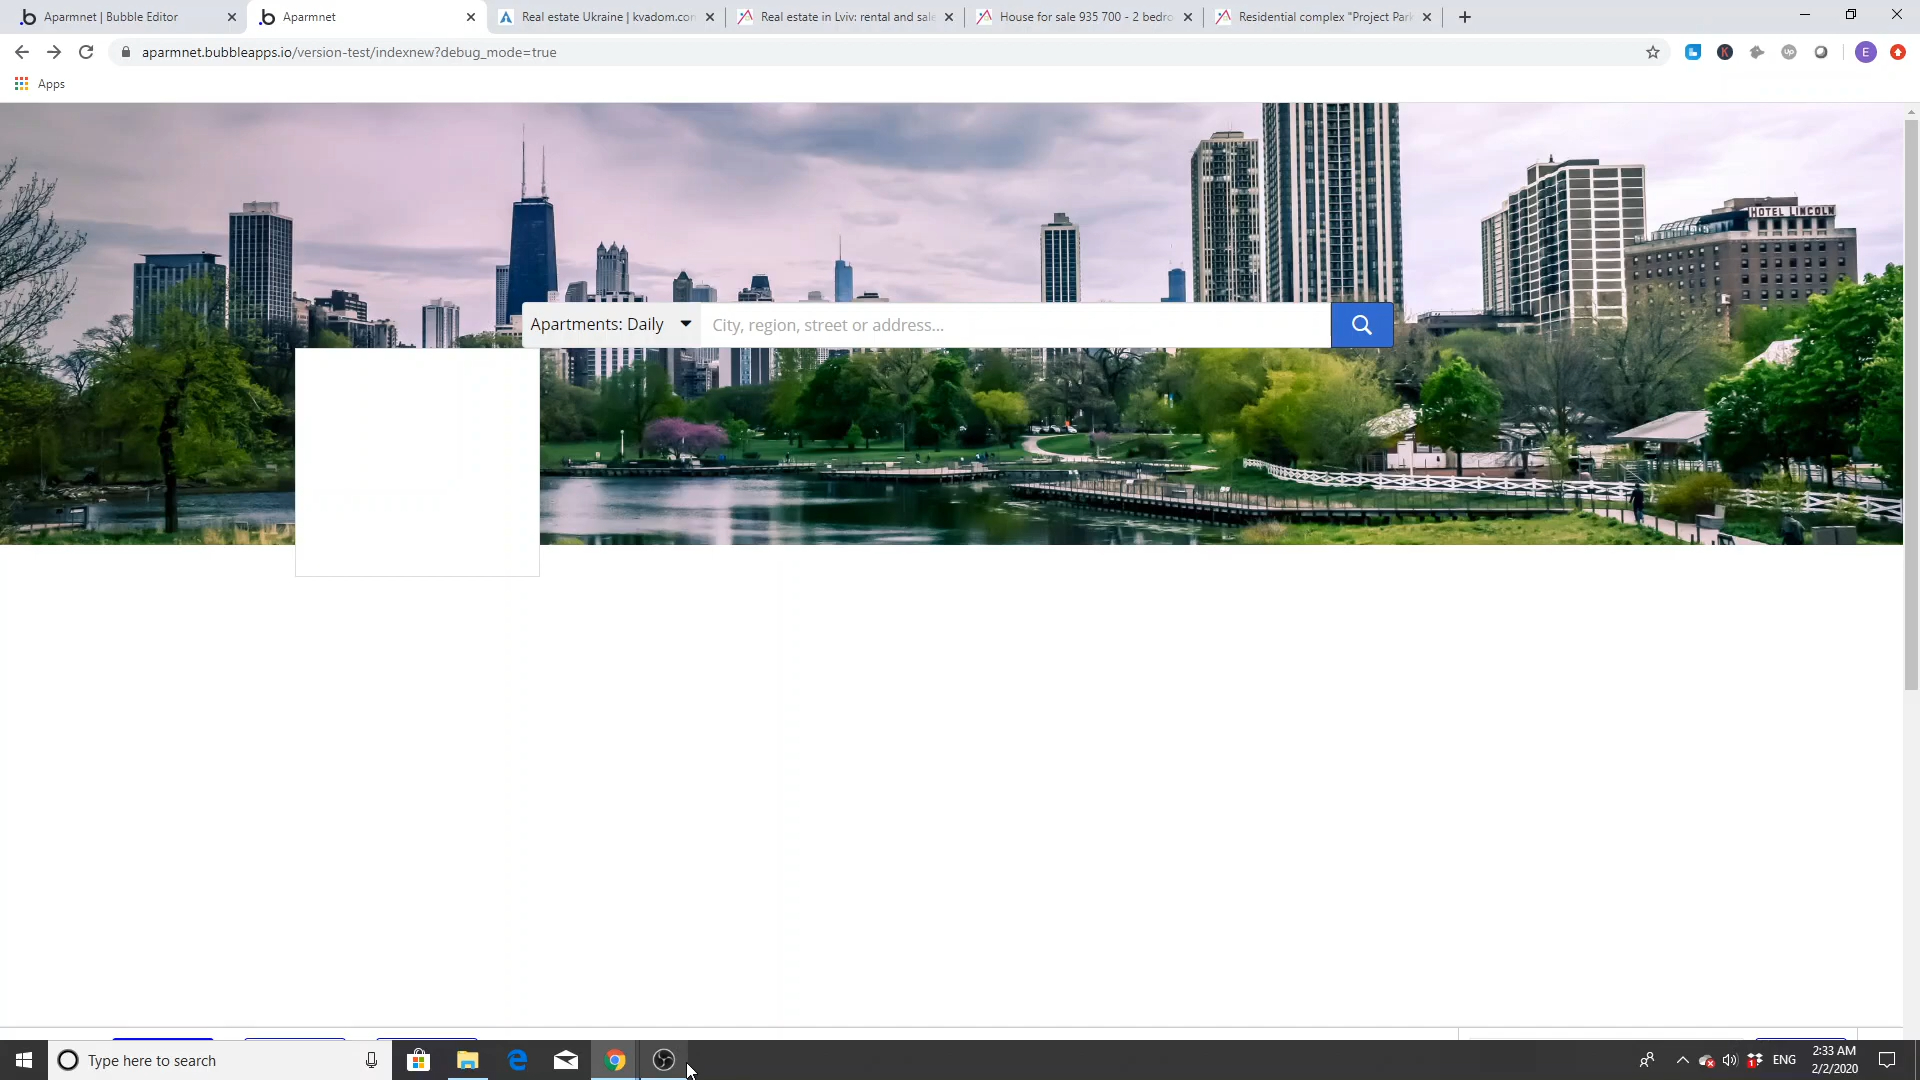 Aparmnet | Bubble Editor
Aparmnet
Real estate Ukraine | kvadom.con
Real estate in Lviv: rental and sale
House for sale 935 700 - 2 bedro
Residential complex "Project Park
aparmnet.bubbleapps.io/version-test/indexnew?debug_mode=true
E
Apps
HOTEL LINCOLN
Apartments: Daily
City, region, street or address...
Type here to search
ENG
2:33 AM
2/2/2020